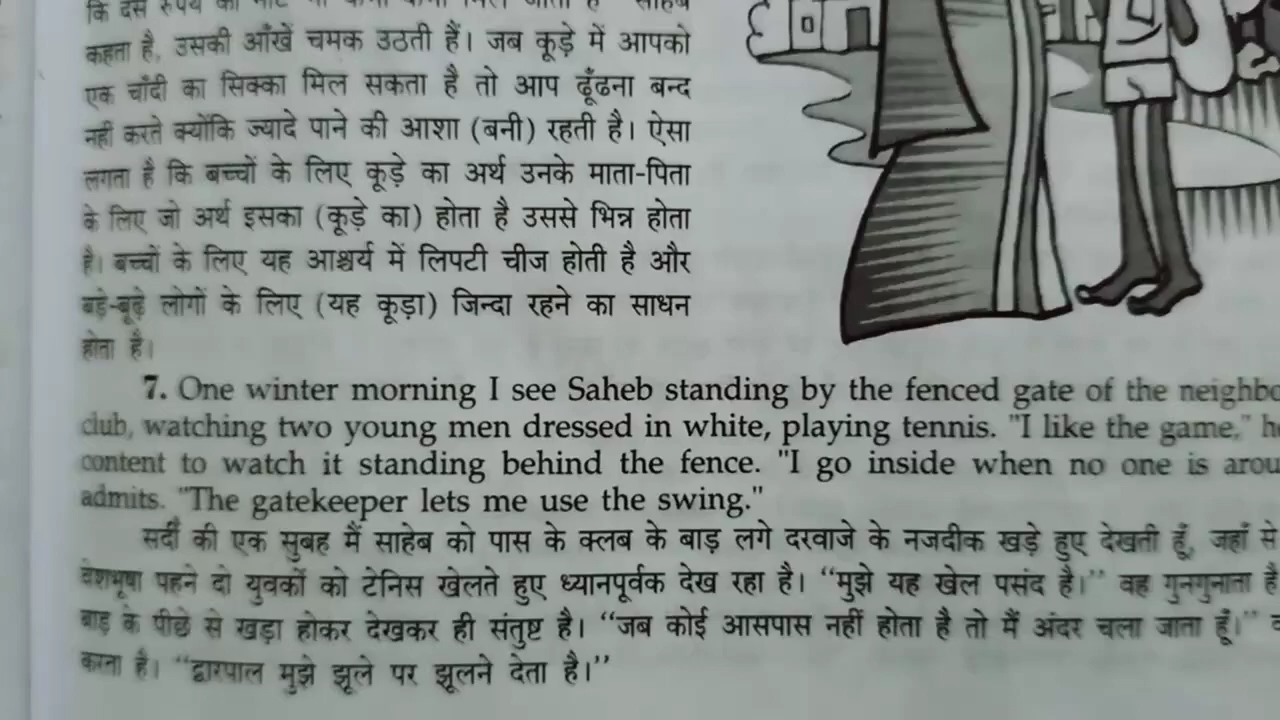 कहता है, उसकी आँखें चमक उठती हैं। जब कूड़े में आपको
एक चाँदी का सिक्का मिल सकता है तो आप ढूँढना बन्द
नहीं करते क्योंकि ज्यादे पाने की आशा (बनी) रहती है। ऐसा
लगता है कि बच्चों के लिए कूड़े का अर्थ उनके माता-पिता
के लिए जो अर्थ इसका (कूड़े का) होता है उससे भिन्न होता
है। बच्चों के लिए यह आश्चर्य में लिपटी चीज होती है और
बड़े-बूढ़े लोगों के लिए (यह कूड़ा) जिन्दा रहने का साधन
होता है।
7. One winter morning I see Saheb standing by the fenced gate of the
club, watching two young men dressed in white, playing tennis. "I like the game,"
content to watch it standing behind the fence. "I go inside when no one is
admits. "The gatekeeper lets me use the swing."
सर्दी की एक सुबह मैं साहेब को पास के क्लब के बाड़ लगे दरवाजे के नजदीक खड़े हुए देखती हूँ, जहाँ से
वेशभूषा पहने दो युवकों को टेनिस खेलते हुए ध्यानपूर्वक देख रहा है। “मुझे यह खेल पसंद है।” वह गुनगुनाता है
बाड़ के पीछे से खड़ा होकर देखकर ही संतुष्ट है। “जब कोई आसपास नहीं होता है तो मैं अंदर चला जाता हूँ।”
करता है। “द्वारपाल मुझे झूले पर झूलने देता है।”